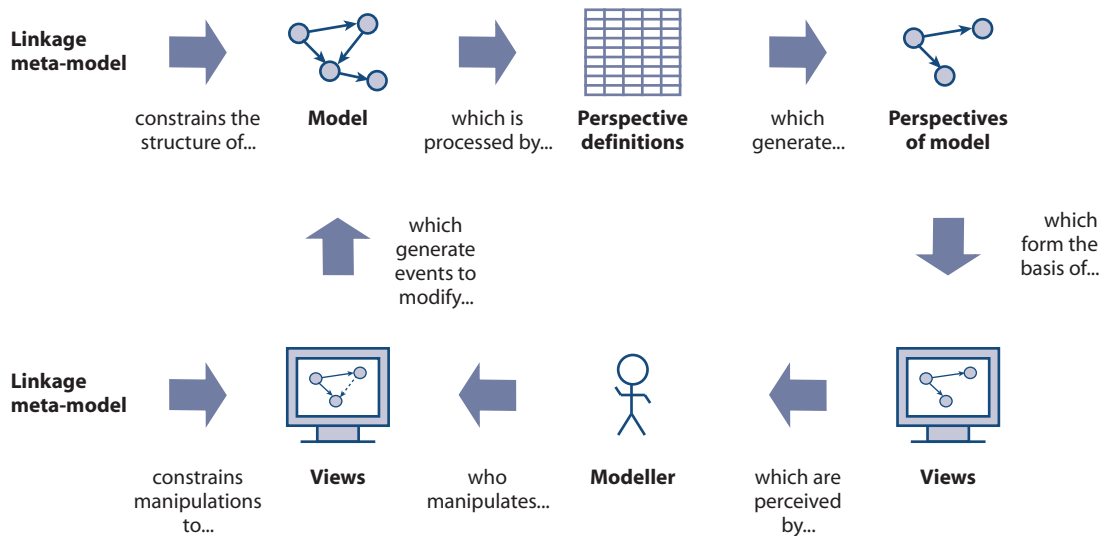 Linkage
meta-model
constrains the
structure of...
Model
which is
processed by...
Perspective
definitions
which
generate...
Perspectives
of model
which
generate
events to
modify...
which
form the
basis of...
Linkage
meta-model
constrains
manipulations
to...
Views
who
manipulates...
Modeller
which are
perceived
by...
Views